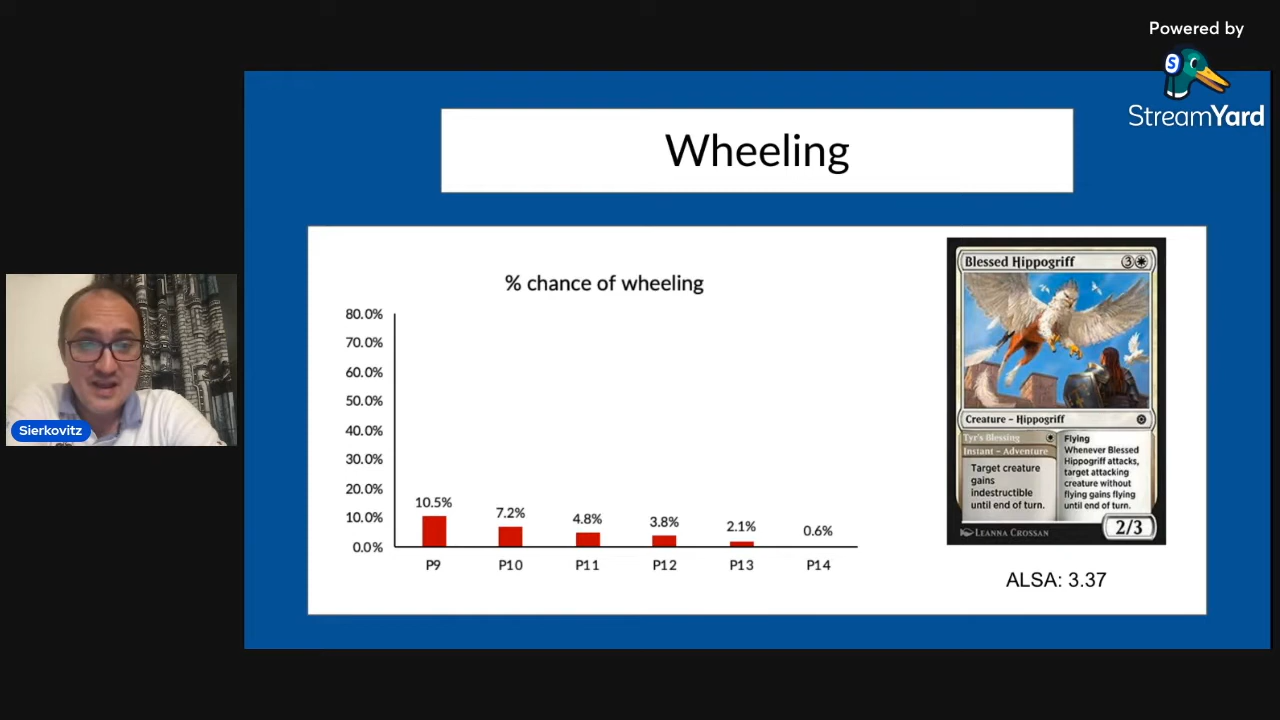 Powered by
StreamYard
Wheeling
% chance of wheeling
80.0%
70.0%
60.0%
50.0%
40.0%
30.0%
20.0%
10.0%
0.0%
10.5%
7.2%
4.8%
3.8%
2.1%
0.6%
P9
P10
P11
P12
P13
P14
Blessed Hippogriff 3
Creature – Hippogriff
Tyr's Blessing
Instant – Adventure
Target creature
gains
indestructible
until end of turn.
Flying
Whenever Blessed
Hippogriff attacks,
target attacking
creature without
flying gains flying
until end of turn.
2/3
Leanna Crossan
ALSA: 3.37
Sierkovitz